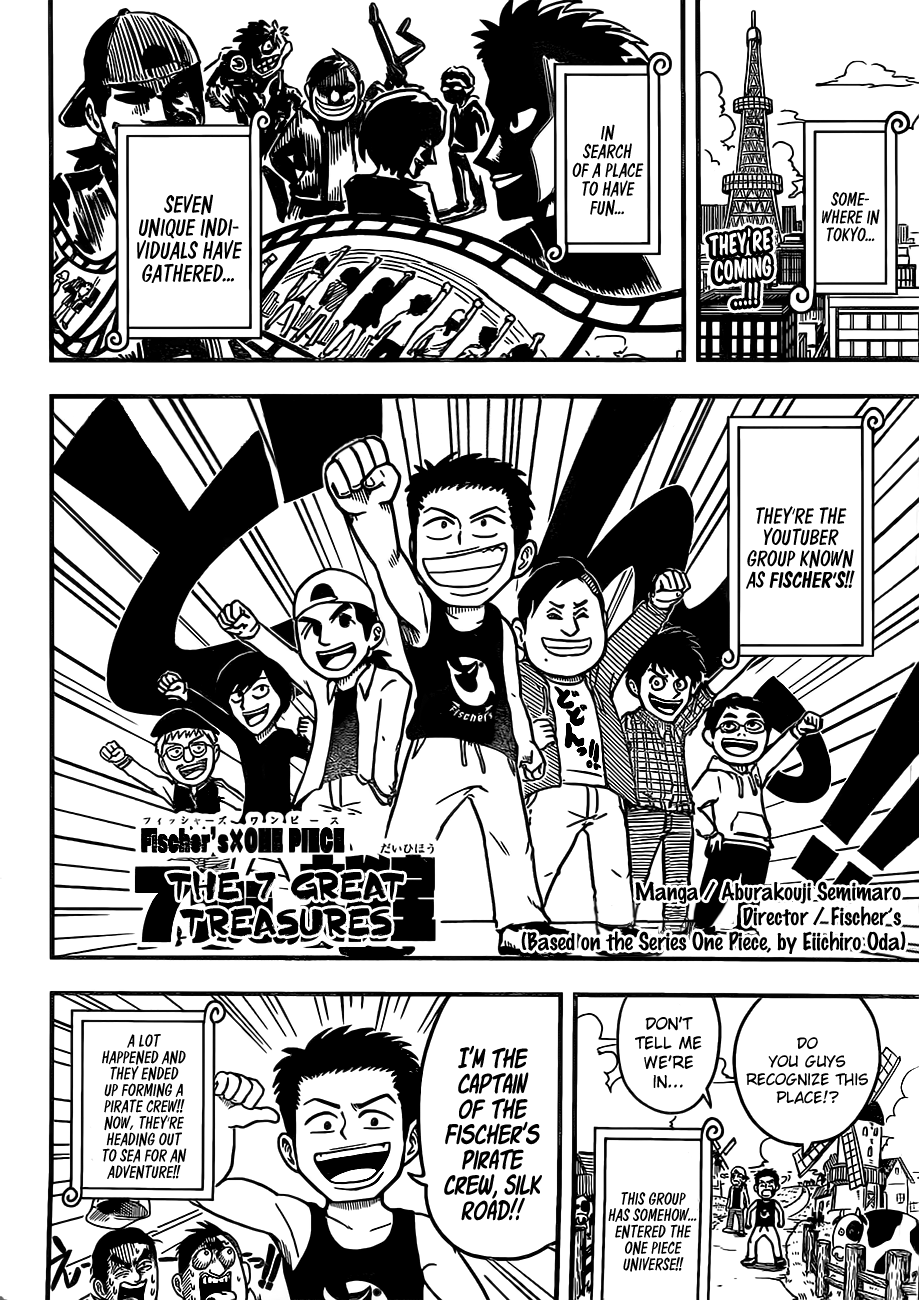 SOME-
WHERE IN
TOKYO...
THEY'RE
COMING
...!!
IN
SEARCH
OF A PLACE
TO HAVE
FUN...
SEVEN
UNIQUE INDI-
VIDUALS HAVE
GATHERED...
THEY'RE THE
YOUTUBER
GROUP KNOWN
AS FISCHER'S!!
Fischers
どどんっ!!
フィッシャーズ ワンピース
Fischer's×ONE PIECE
だいひほう
THE 7 GREAT
TREASURES
Manga / Aburakouji Semimaro
Director / Fischer's
(Based on the Series One Piece, by Eiichiro Oda)
DO
YOU GUYS
RECOGNIZE THIS
PLACE!?
DON'T
TELL ME
WE'RE
IN...
THIS GROUP
HAS SOMEHOW...
ENTERED THE
ONE PIECE
UNIVERSE!!
I'M THE
CAPTAIN
OF THE
FISCHER'S
PIRATE
CREW, SILK
ROAD!!
A LOT
HAPPENED AND
THEY ENDED
UP FORMING A
PIRATE CREW!!
NOW, THEY'RE
HEADING OUT
TO SEA FOR AN
ADVENTURE!!
えっ